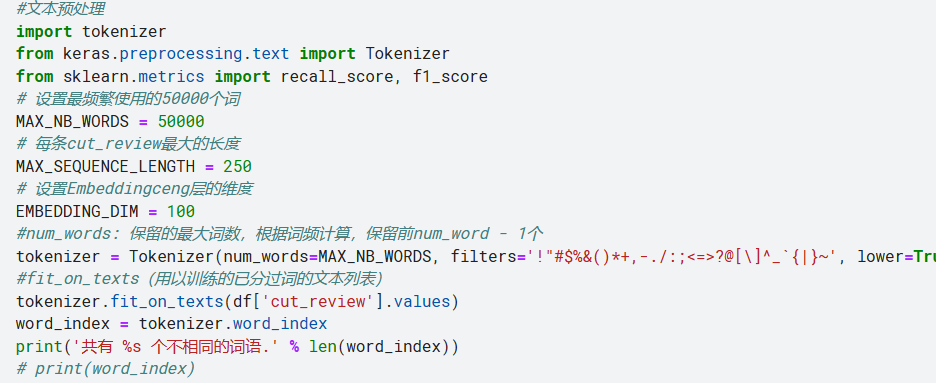 #文本预处理
import tokenizer
from keras.preprocessing.text import Tokenizer
from sklearn.metrics import recall_score, f1_score
# 设置最频繁使用的50000个词
MAX_NB_WORDS = 50000
# 每条cut_review最大的长度
MAX_SEQUENCE_LENGTH = 250
# 设置Embeddingceng层的维度
EMBEDDING_DIM = 100
#num_words: 保留的最大词数，根据词频计算，保留前num_word - 1个
tokenizer = Tokenizer(num_words=MAX_NB_WORDS, filters='!"#$%&()*+,-./:;<=>?@[\]^_`{|}~', lower=Tru
#fit_on_texts（用以训练的已分过词的文本列表）
tokenizer.fit_on_texts(df['cut_review'].values)
word_index = tokenizer.word_index
print('共有 %s 个不相同的词语.' % len(word_index))
# print(word_index)